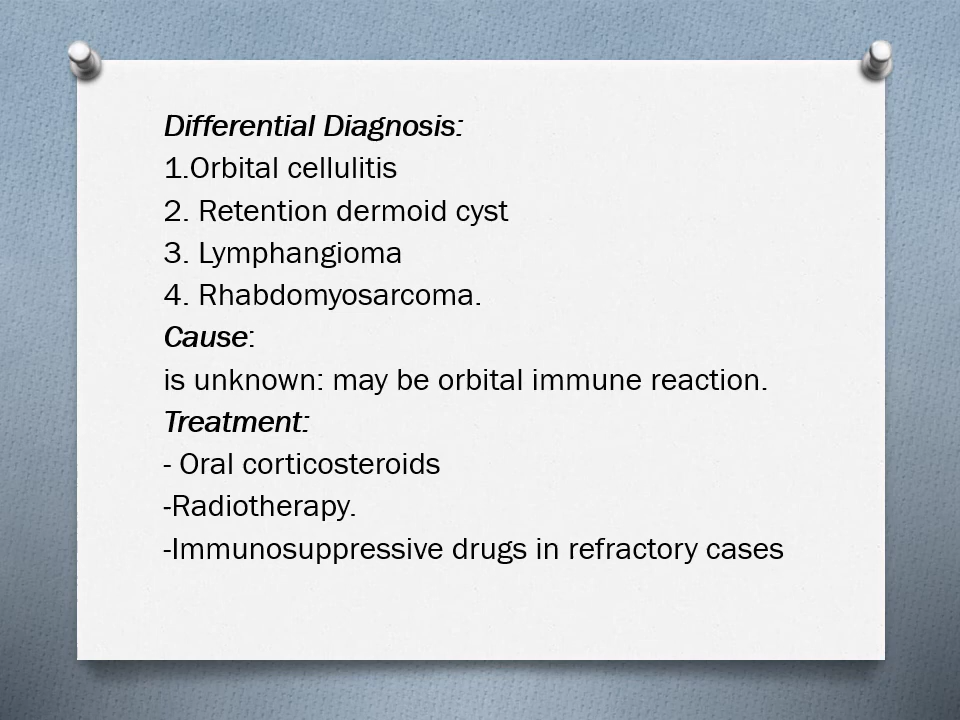 Differential Diagnosis:
1.Orbital cellulitis
2. Retention dermoid cyst
3. Lymphangioma
4. Rhabdomyosarcoma.
Cause:
is unknown: may be orbital immune reaction.
Treatment:
- Oral corticosteroids
-Radiotherapy.
-Immunosuppressive drugs in refractory cases